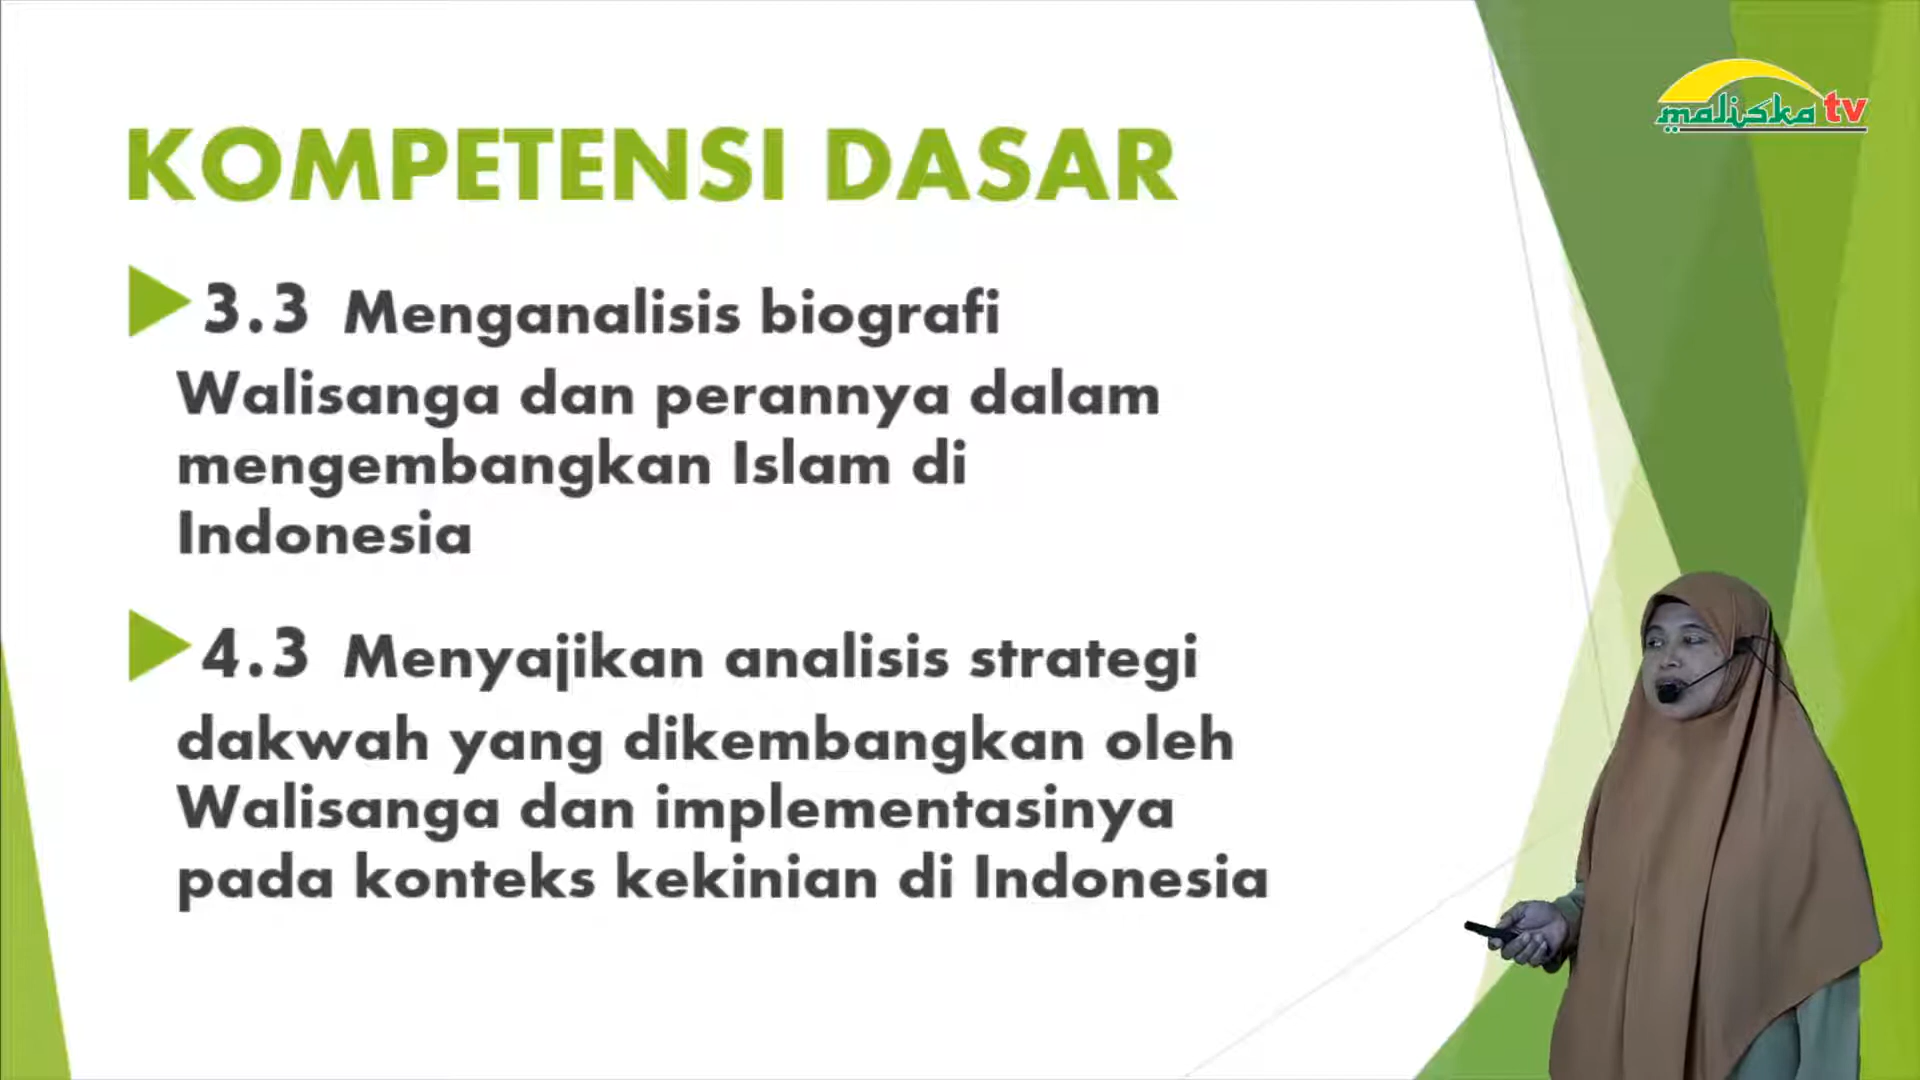 maliska tv
KOMPETENSI DASAR
3.3 Menganalisis biografi
Walisanga dan perannya dalam
mengembangkan Islam di
Indonesia
4.3 Menyajikan analisis strategi
dakwah yang dikembangkan oleh
Walisanga dan implementasinya
pada konteks kekinian di Indonesia